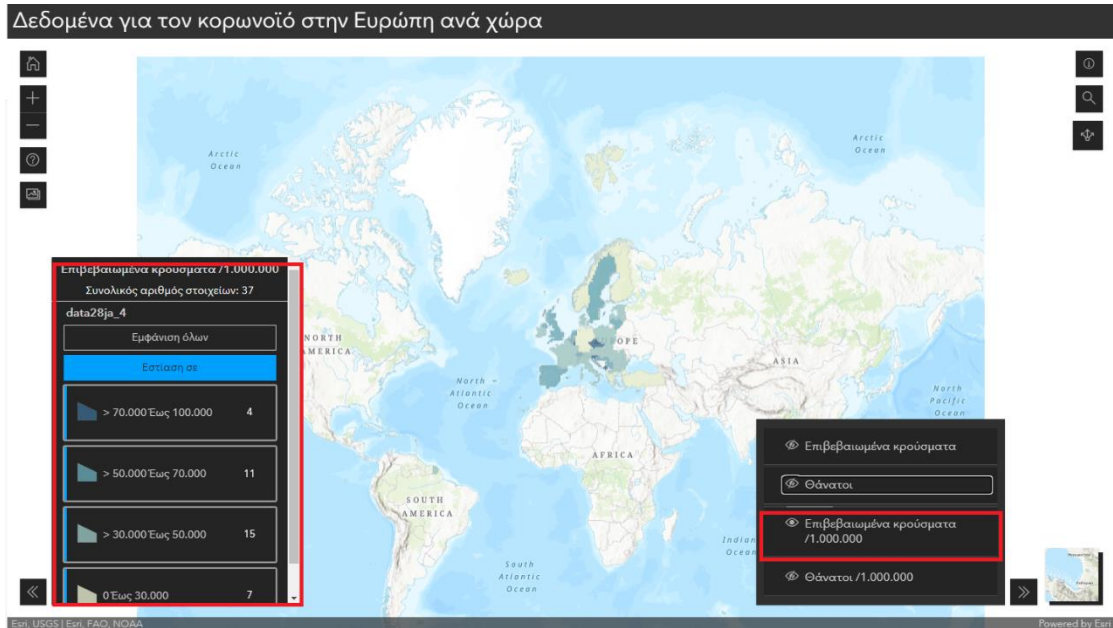 Δεδομένα για τον κορωνοϊό στην Ευρώπη ανά χώρα
Arctic
Ocean
Arctic
Ocean
Επιβεβαιωμένα κρούσματα /1.000.000
Συνολικός αριθμός στοιχείων: 37
data28ja_4
Εμφάνιση όλων
Εστίαση σε
> 70.000 Έως 100.000 4
> 50.000 Έως 70.000 11
> 30.000 Έως 50.000 15
0 Έως 30.000 7
NORTH
AMERICA
OPE
ASIA
North
Atlantic
Ocean
North
Pacific
Ocean
AFRICA
SOUTH
AMERICA
South
Atlantic
Ocean
Indian
Ocean
Επιβεβαιωμένα κρούσματα
Θάνατοι
Επιβεβαιωμένα κρούσματα
/1.000.000
Θάνατοι /1.000.000
Esri, USGS | Esri, FAO, NOAA
Powered by Esri